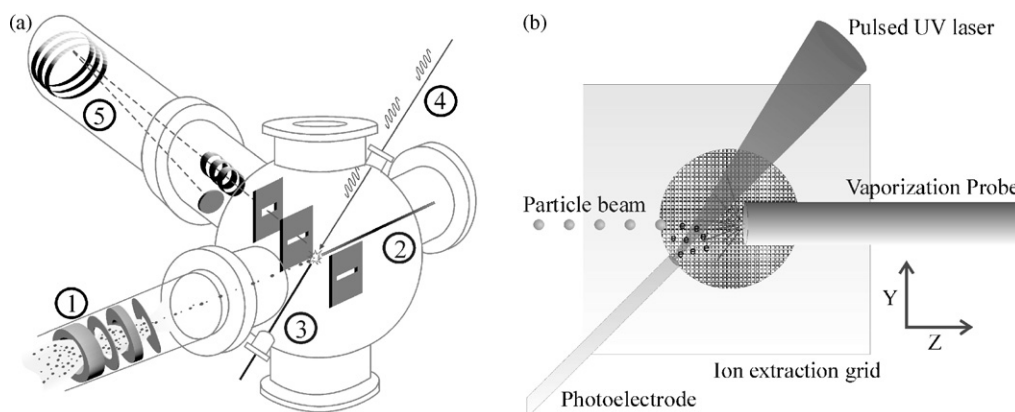 (a)
5
4
2
1
3
(b)
Pulsed UV laser
Particle beam
Vaporization Probe
e e e e e e e
Y
Z
Ion extraction grid
Photoelectrode